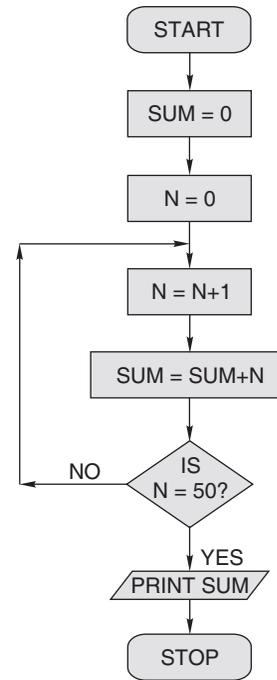 START
SUM = 0
N = 0
N = N+1
SUM = SUM+N
IS
N = 50?
NO
YES
PRINT SUM
STOP